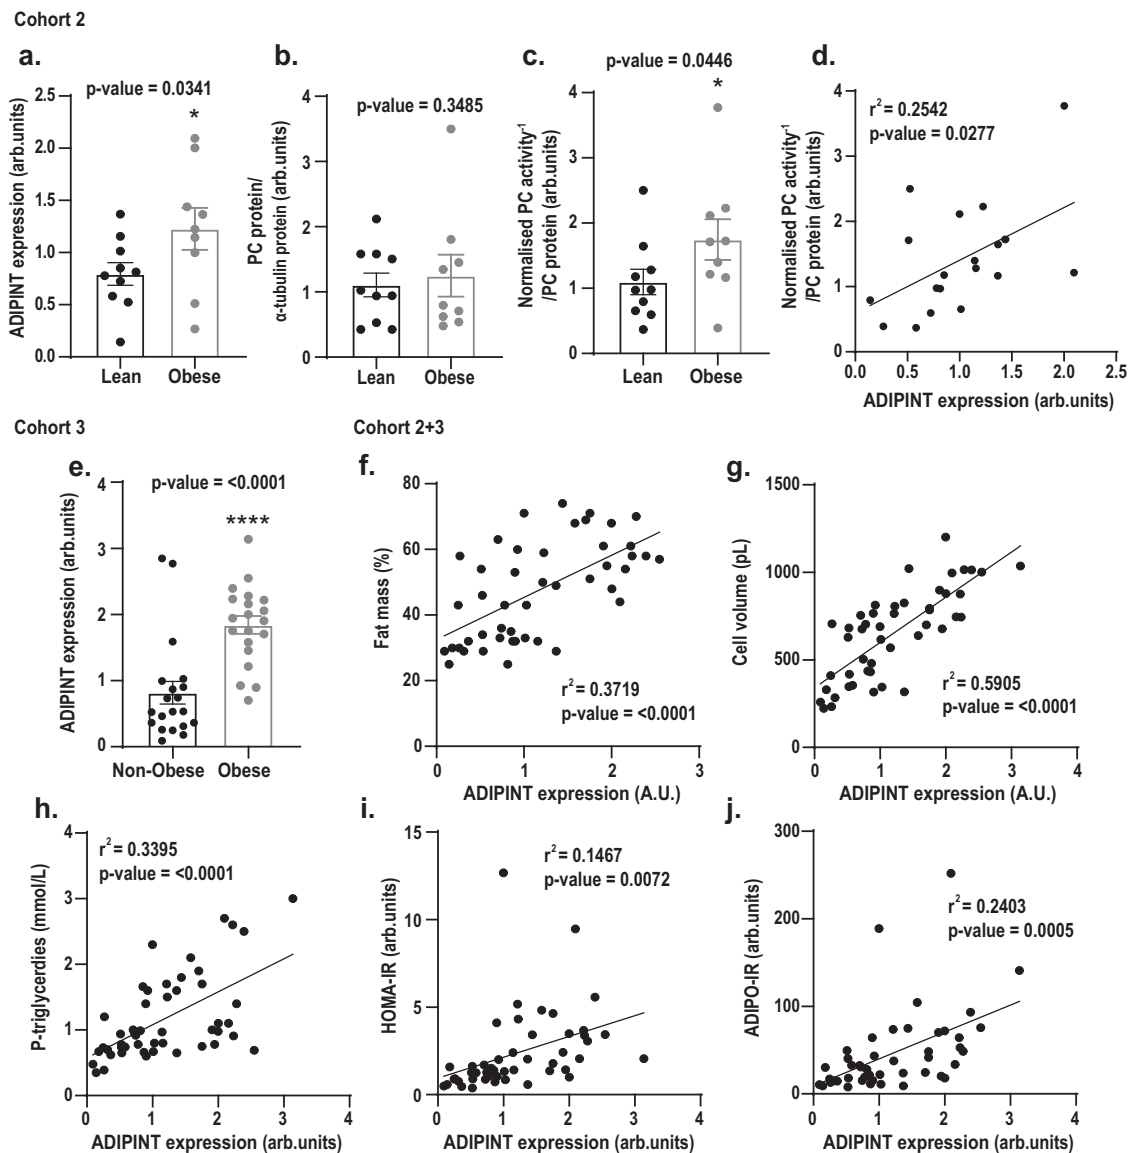 Cohort 2
a.
p-value = 0.0341
*
ADIPINT expression (arb.units)
2.5
2.0
1.5
1.0
0.5
0.0
Lean Obese
b.
p-value = 0.3485
PC protein/
α-tubulin protein (arb.units)
4
3
2
1
0
Lean Obese
c.
p-value = 0.0446
*
Normalised PC activity-1
/PC protein (arb.units)
4
3
2
1
0
Lean Obese
d.
r2 = 0.2542
p-value = 0.0277
Normalised PC activity-1
/PC protein (arb.units)
4
3
2
1
0
0.0 0.5 1.0 1.5 2.0 2.5
ADIPINT expression (arb.units)
Cohort 3
e.
p-value = <0.0001
****
ADIPINT expression (arb.units)
4
3
2
1
0
Non-Obese Obese
Cohort 2+3
f.
Fat mass (%)
80
60
40
20
0
r2 = 0.3719
p-value = <0.0001
0 1 2 3
ADIPINT expression (A.U.)
g.
Cell volume (pL)
1500
1000
500
0
r2 = 0.5905
p-value = <0.0001
0 1 2 3 4
ADIPINT expression (A.U.)
h.
r2 = 0.3395
p-value = <0.0001
P-triglycerdies (mmol/L)
4
3
2
1
0
0 1 2 3 4
ADIPINT expression (arb.units)
i.
r2 = 0.1467
p-value = 0.0072
HOMA-IR (arb.units)
15
10
5
0
0 1 2 3 4
ADIPINT expression (arb.units)
j.
r2 = 0.2403
p-value = 0.0005
ADIPO-IR (arb.units)
300
200
100
0
0 1 2 3 4
ADIPINT expression (arb.units)